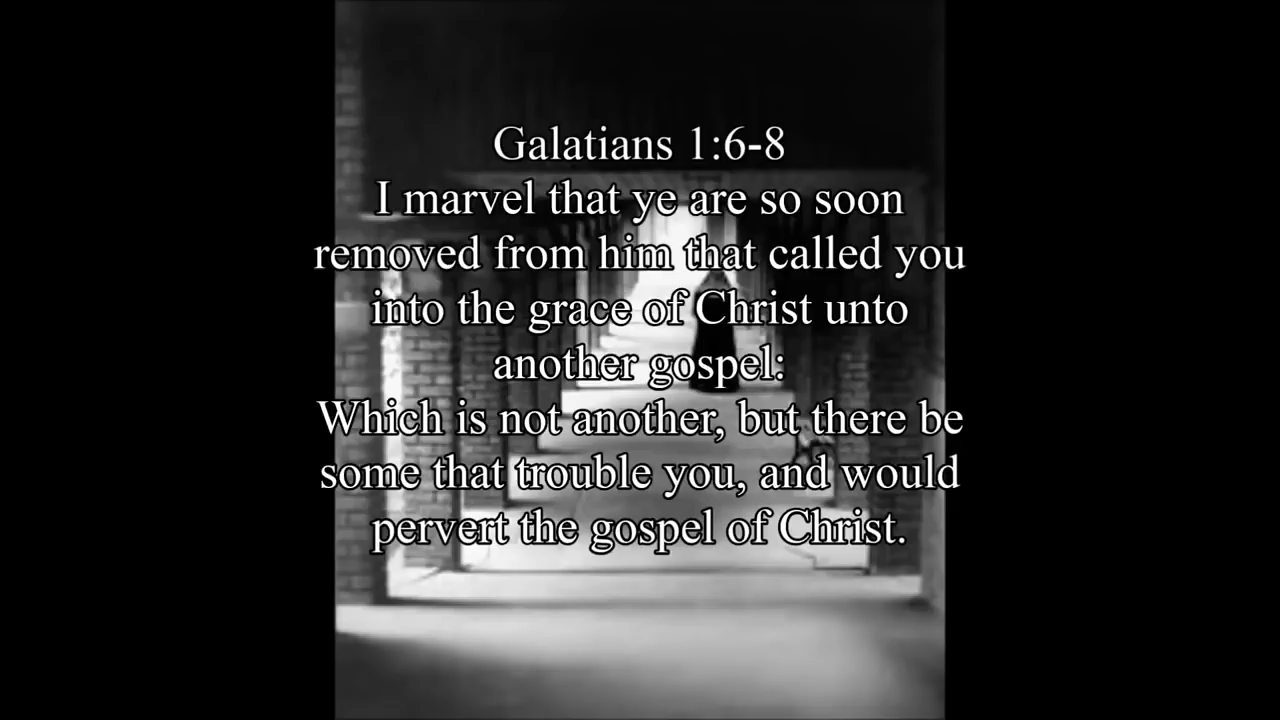 Galatians 1:6-8
I marvel that ye are so soon
removed from him that called you
into the grace of Christ unto
another gospel:
Which is not another, but there be
some that trouble you, and would
pervert the gospel of Christ.